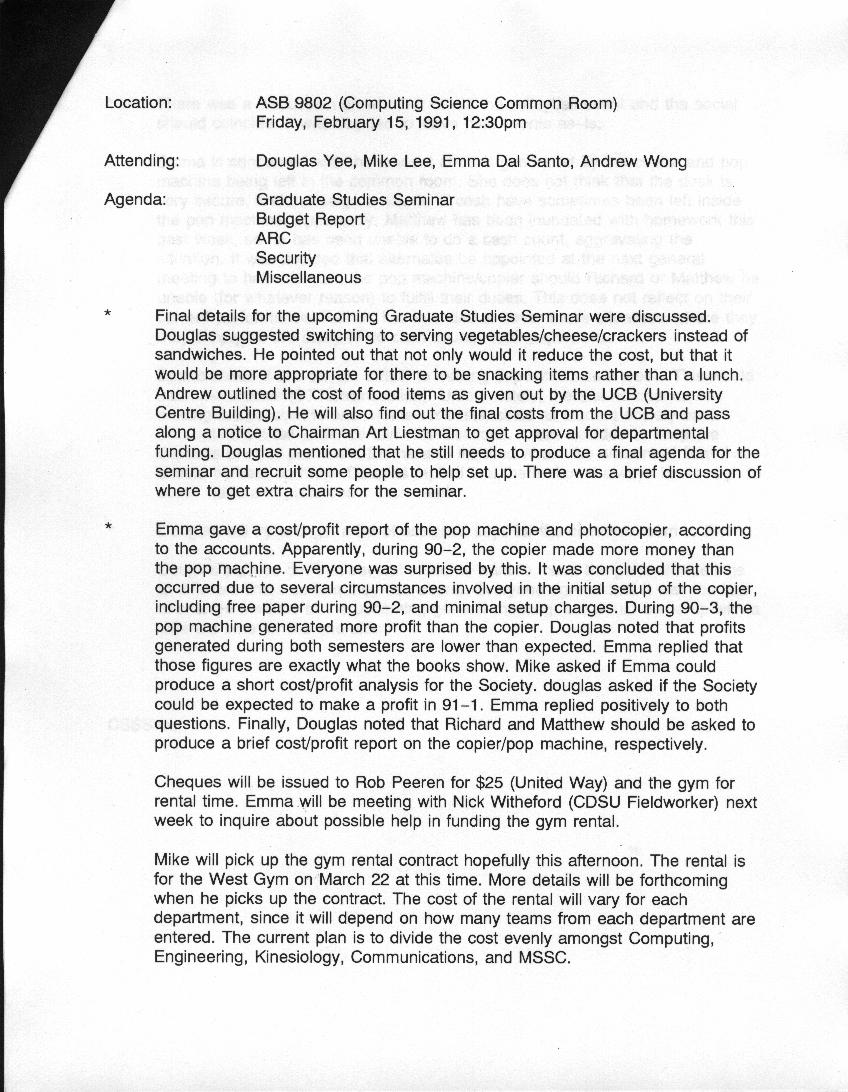 Location: ASB 9802 (Computing Science Common Room)
Friday, February 15, 1991, 12:30pm
Attending: Douglas Yee, Mike Lee, Emma Dal Santo, Andrew Wong
Agenda: Graduate Studies Seminar
Budget Report
ARC
Security
Miscellaneous
* Final details for the upcoming Graduate Studies Seminar were discussed.
Douglas suggested switching to serving vegetables/cheese/crackers instead of
sandwiches. He pointed out that not only would it reduce the cost, but that it
would be more appropriate for there to be snacking items rather than a lunch.
Andrew outlined the cost of food items as given out by the UCB (University
Centre Building). He will also find out the final costs from the UCB and pass
along a notice to Chairman Art Liestman to get approval for departmental
funding. Douglas mentioned that he still needs to produce a final agenda for the
seminar and recruit some people to help set up. There was a brief discussion of
where to get extra chairs for the seminar.
* Emma gave a cost/profit report of the pop machine and photocopier, according
to the accounts. Apparently, during 90-2, the copier made more money than
the pop machine. Everyone was surprised by this. It was concluded that this
occurred due to several circumstances involved in the initial setup of the copier,
including free paper during 90-2, and minimal setup charges. During 90-3, the
pop machine generated more profit than the copier. Douglas noted that profits
generated during both semesters are lower than expected. Emma replied that
those figures are exactly what the books show. Mike asked if Emma could
produce a short cost/profit analysis for the Society. douglas asked if the Society
could be expected to make a profit in 91-1. Emma replied positively to both
questions. Finally, Douglas noted that Richard and Matthew should be asked to
produce a brief cost/profit report on the copier/pop machine, respectively.
Cheques will be issued to Rob Peeren for $25 (United Way) and the gym for
rental time. Emma will be meeting with Nick Witheford (CDSU Fieldworker) next
week to inquire about possible help in funding the gym rental.
Mike will pick up the gym rental contract hopefully this afternoon. The rental is
for the West Gym on March 22 at this time. More details will be forthcoming
when he picks up the contract. The cost of the rental will vary for each
department, since it will depend on how many teams from each department are
entered. The current plan is to divide the cost evenly amongst Computing,
Engineering, Kinesiology, Communications, and MSSC.